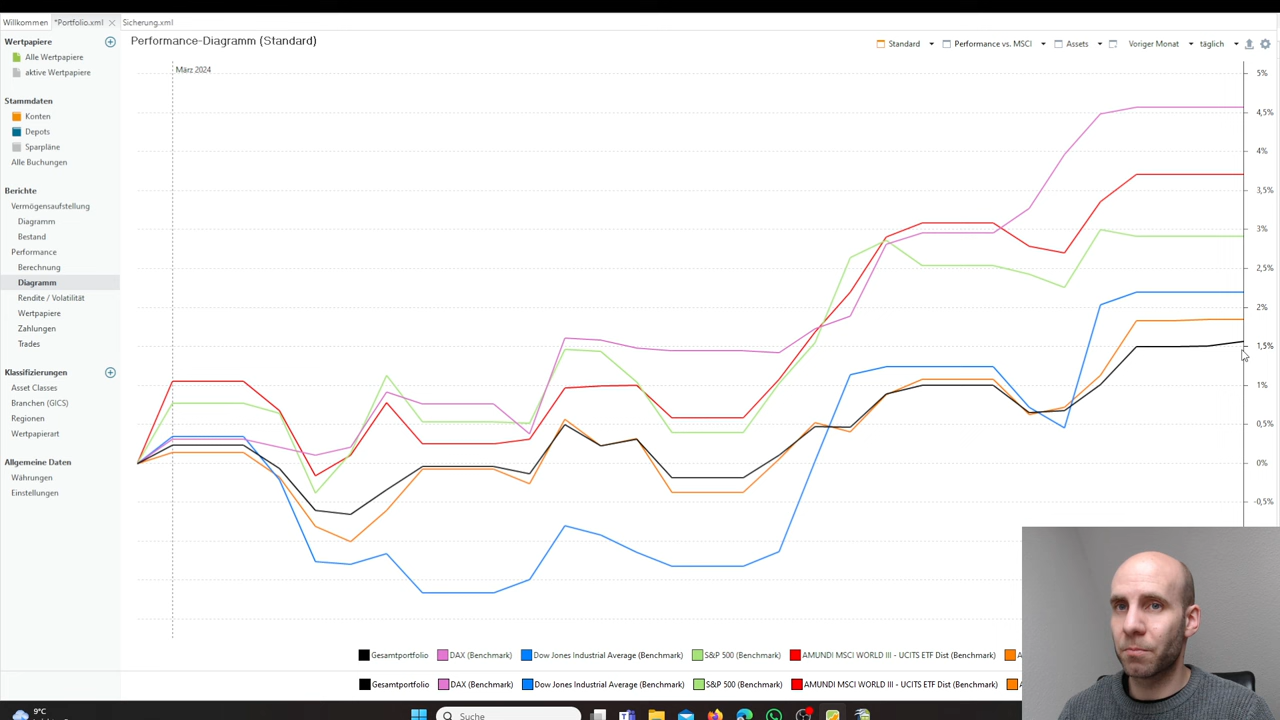 Willkommen *Portfolio.xml Sicherung.xml
Wertpapiere
Alle Wertpapiere
aktive Wertpapiere
Stammdaten
Konten
Depots
Sparpläne
Alle Buchungen
Berichte
Vermögensaufstellung
Diagramm
Bestand
Performance
Berechnung
Diagramm
Rendite / Volatilität
Wertpapiere
Zahlungen
Trades
Klassifizierungen
Asset Classes
Branchen (GICS)
Regionen
Wertpapierart
Allgemeine Daten
Währungen
Einstellungen
Performance-Diagramm (Standard)
Standard Performance vs. MSCI Assets Voriger Monat täglich
März 2024
5%
4,5%
4%
3,5%
3%
2,5%
2%
1,5%
1%
0,5%
0%
-0,5%
Gesamtportfolio DAX (Benchmark) Dow Jones Industrial Average (Benchmark) S&P 500 (Benchmark) AMUNDI MSCI WORLD III - UCITS ETF Dist (Benchmark)
Gesamtportfolio DAX (Benchmark) Dow Jones Industrial Average (Benchmark) S&P 500 (Benchmark) AMUNDI MSCI WORLD III - UCITS ETF Dist (Benchmark)
9°C
Suche